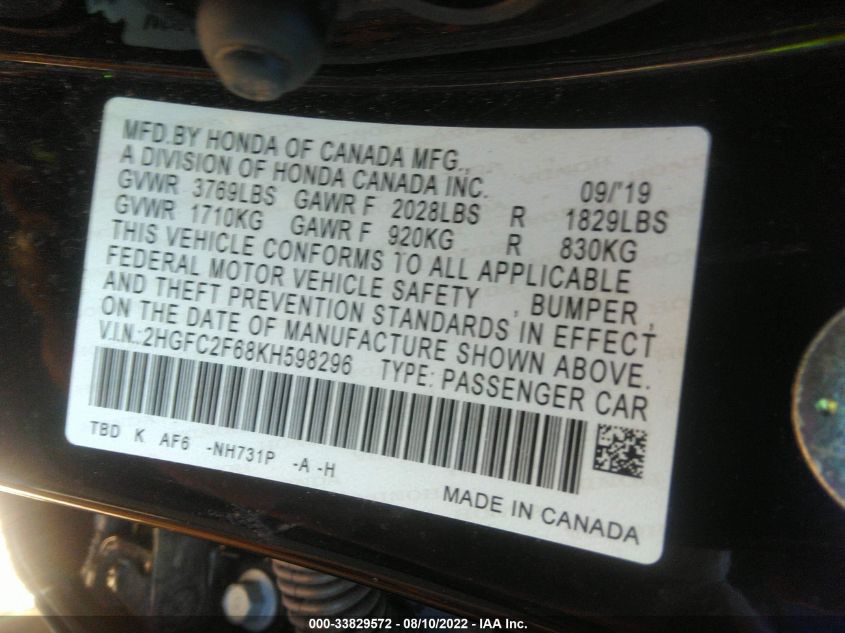 MFD.BY HONDA OF CANADA MFG.,
A DIVISION OF HONDA CANADA INC. 09/'19
GVWR 3769LBS GAWR F 2028LBS R 1829LBS
GVWR 1710KG GAWR F 920KG R 830KG
THIS VEHICLE CONFORMS TO ALL APPLICABLE
FEDERAL MOTOR VEHICLE SAFETY , BUMPER ,
AND THEFT PREVENTION STANDARDS IN EFFECT
ON THE DATE OF MANUFACTURE SHOWN ABOVE.
V.I.N.:2HGFC2F68KH598296 TYPE: PASSENGER CAR
TBD K AF6 -NH731P -A -H
MADE IN CANADA
000-33829572 - 08/10/2022 - IAA Inc.